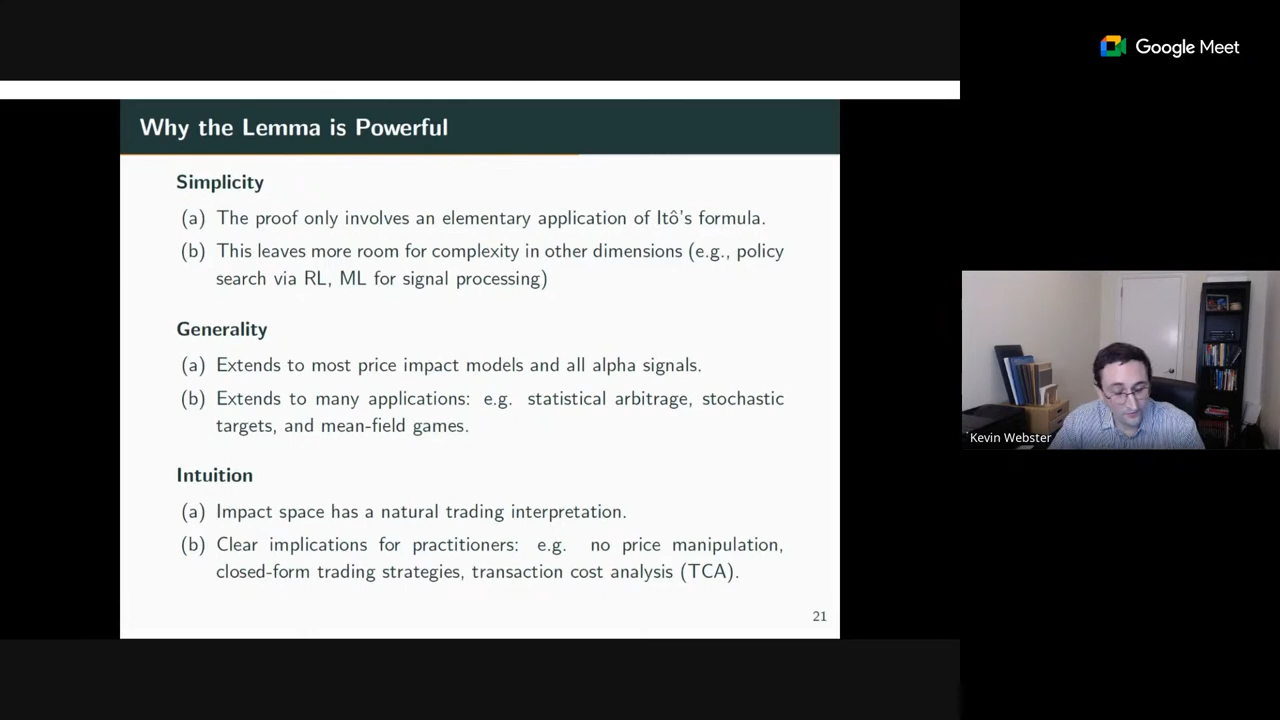 Google Meet
Why the Lemma is Powerful
Simplicity
(a) The proof only involves an elementary application of Itô's formula.
(b) This leaves more room for complexity in other dimensions (e.g., policy
search via RL, ML for signal processing)
Generality
(a) Extends to most price impact models and all alpha signals.
(b) Extends to many applications: e.g. statistical arbitrage, stochastic
targets, and mean-field games.
Intuition
(a) Impact space has a natural trading interpretation.
(b) Clear implications for practitioners: e.g. no price manipulation,
closed-form trading strategies, transaction cost analysis (TCA).
21
Kevin Webster